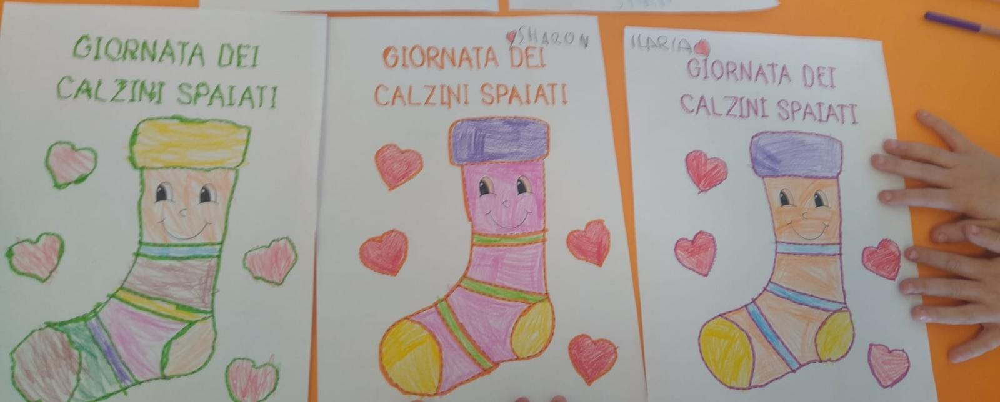 GIORNATA DEI
CALZINI SPAIATI
SHARON
GIORNATA DEI
CALZINI SPAIATI
ILARIA
GIORNATA DEI
CALZINI SPAIATI